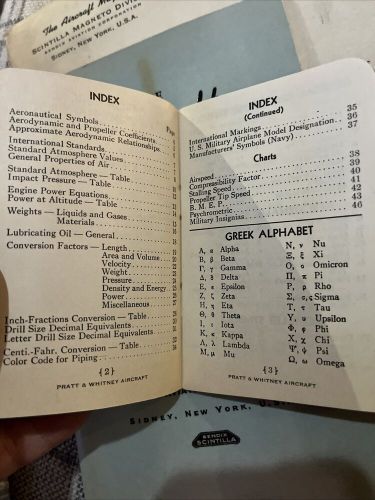 The Aircraft M
SCINTILLA MAGNETO DIVI
BENDIX AVIATION CORPORATION
SIDNEY, NEW YORK, U.S.A.
INDEX
Page
Aeronautical Symbols
Aerodynamic and Propeller Coefficients
Approximate Aerodynamic Relationships
International Standards
Standard Atmosphere Values
General Properties of Air
Standard Atmosphere — Table
Impact Pressure — Table
Engine Power Equations
Power at Altitude — Table
Weights — Liquids and Gases
Materials
Lubricating Oil — General
Conversion Factors — Length
Area and Volume
Velocity
Weight
Pressure
Density and Energy
Power
Miscellaneous
Inch-Fractions Conversion — Table
Drill Size Decimal Equivalents
Letter Drill Size Decimal Equivalents
Centi.-Fahr. Conversion — Table
Color Code for Piping
{2}
PRATT & WHITNEY AIRCRAFT
INDEX
(Continued)
International Markings 35
U. S. Military Airplane Model Designation 36
Manufacturers' Symbols (Navy) 37
Charts
Airspeed 38
Compressibility Factor 39
Stalling Speed 40
Propeller Tip Speed 41
B. M. E. P. 42
Psychrometric 43
Military Insignias 46
GREEK ALPHABET
Α, α Alpha
Β, β Beta
Γ, γ Gamma
Δ, δ Delta
Ε, ε Epsilon
Ζ, ζ Zeta
Η, η Eta
Θ, θ Theta
Ι, ι Iota
Κ, κ Kappa
Λ, λ Lambda
Μ, μ Mu
Ν, ν Nu
Ξ, ξ Xi
Ο, ο Omicron
Π, π Pi
Ρ, ρ Rho
Σ, σ, ς Sigma
Τ, τ Tau
Υ, υ Upsilon
Φ, φ Phi
Χ, χ Chi
Ψ, ψ Psi
Ω, ω Omega
{3}
PRATT & WHITNEY AIRCRAFT
SIDNEY, NEW YORK, U.S.
BENDIX
SCINTILLA